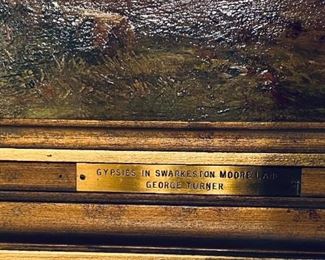 GYPSIES IN SWARKESTON MOORE LANE
GEORGE TURNER